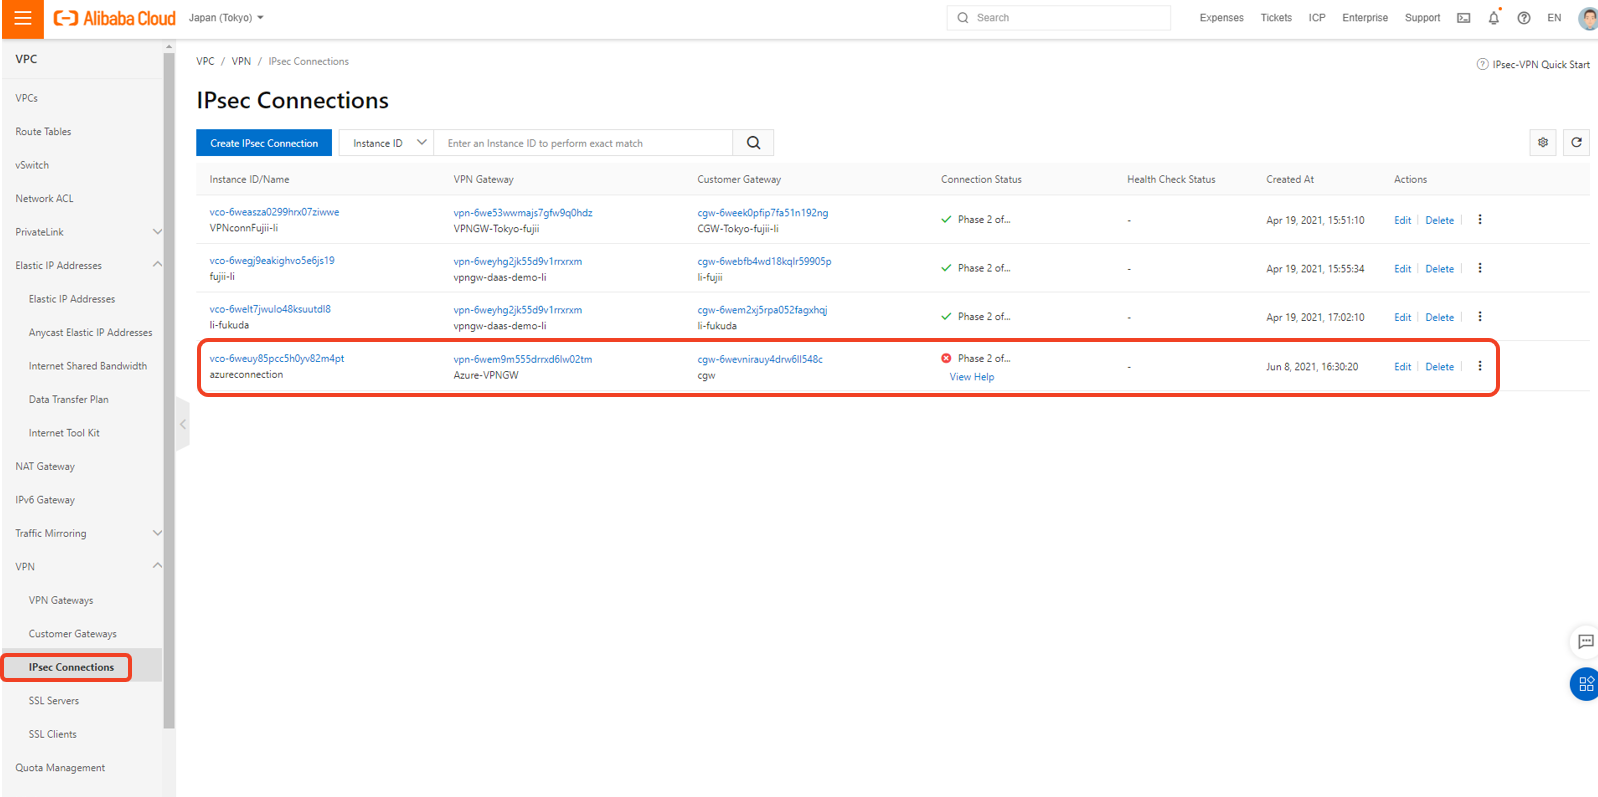 Alibaba Cloud
Japan (Tokyo)
Search
Expenses
Tickets
ICP
Enterprise
Support
EN
VPC
VPCs
Route Tables
vSwitch
Network ACL
PrivateLink
Elastic IP Addresses
Elastic IP Addresses
Anycast Elastic IP Addresses
Internet Shared Bandwidth
Data Transfer Plan
Internet Tool Kit
NAT Gateway
IPv6 Gateway
Traffic Mirroring
VPN
VPN Gateways
Customer Gateways
IPsec Connections
SSL Servers
SSL Clients
Quota Management
VPC / VPN / IPsec Connections
IPsec-VPN Quick Start
IPsec Connections
Create IPsec Connection
Instance ID
Enter an Instance ID to perform exact match
Instance ID/Name VPN Gateway Customer Gateway Connection Status Health Check Status Created At Actions
vco-6weasza0299hrx07ziwwe vpn-6we53wwmajs7gfw9q0hdz cgw-6week0pfip7fa51n192ng
VPNconnFujii-li VPNGW-Tokyo-fujii CGW-Tokyo-fujii-li
Phase 2 of... - Apr 19, 2021, 15:51:10 Edit Delete
vco-6wegj9eakighvo5e6js19 vpn-6weyhg2jk55d9v1rrxrxm cgw-6webfb4wd18kqlr59905p
fujii-li vpngw-daas-demo-li li-fujii
Phase 2 of... - Apr 19, 2021, 15:55:34 Edit Delete
vco-6welt7jwulo48ksuutdl8 vpn-6weyhg2jk55d9v1rrxrxm cgw-6wem2xj5rpa052fagxhqj
li-fukuda vpngw-daas-demo-li li-fukuda
Phase 2 of... - Apr 19, 2021, 17:02:10 Edit Delete
vco-6weuy85pcc5h0yv82m4pt vpn-6wem9m555drrxd6lw02tm cgw-6wevnirauy4drw6ll548c
azureconnection Azure-VPNGW cgw
Phase 2 of... - Jun 8, 2021, 16:30:20 Edit Delete
View Help